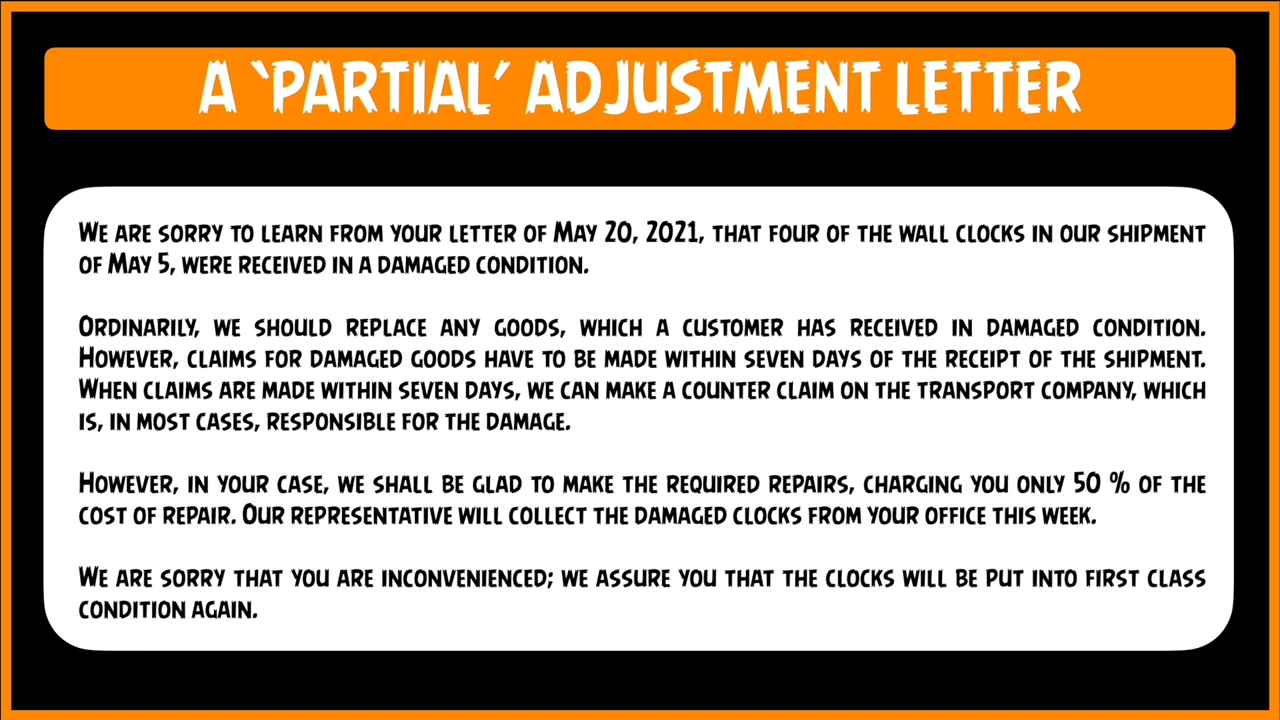 A ‘PARTIAL’ ADJUSTMENT LETTER
WE ARE SORRY TO LEARN FROM YOUR LETTER OF MAY 20, 2021, THAT FOUR OF THE WALL CLOCKS IN OUR SHIPMENT
OF MAY 5, WERE RECEIVED IN A DAMAGED CONDITION.
ORDINARILY, WE SHOULD REPLACE ANY GOODS, WHICH A CUSTOMER HAS RECEIVED IN DAMAGED CONDITION.
HOWEVER, CLAIMS FOR DAMAGED GOODS HAVE TO BE MADE WITHIN SEVEN DAYS OF THE RECEIPT OF THE SHIPMENT.
WHEN CLAIMS ARE MADE WITHIN SEVEN DAYS, WE CAN MAKE A COUNTER CLAIM ON THE TRANSPORT COMPANY, WHICH
IS, IN MOST CASES, RESPONSIBLE FOR THE DAMAGE.
HOWEVER, IN YOUR CASE, WE SHALL BE GLAD TO MAKE THE REQUIRED REPAIRS, CHARGING YOU ONLY 50 % OF THE
COST OF REPAIR. OUR REPRESENTATIVE WILL COLLECT THE DAMAGED CLOCKS FROM YOUR OFFICE THIS WEEK.
WE ARE SORRY THAT YOU ARE INCONVENIENCED; WE ASSURE YOU THAT THE CLOCKS WILL BE PUT INTO FIRST CLASS
CONDITION AGAIN.